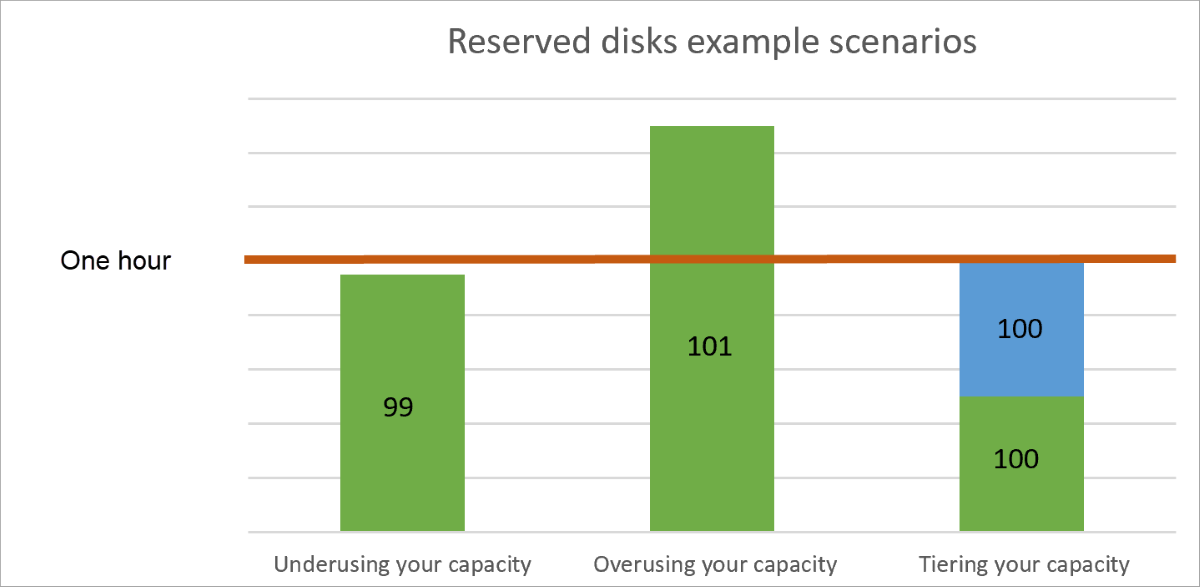 Reserved disks example scenarios
One hour
99
101
100
100
Underusing your capacity
Overusing your capacity
Tiering your capacity